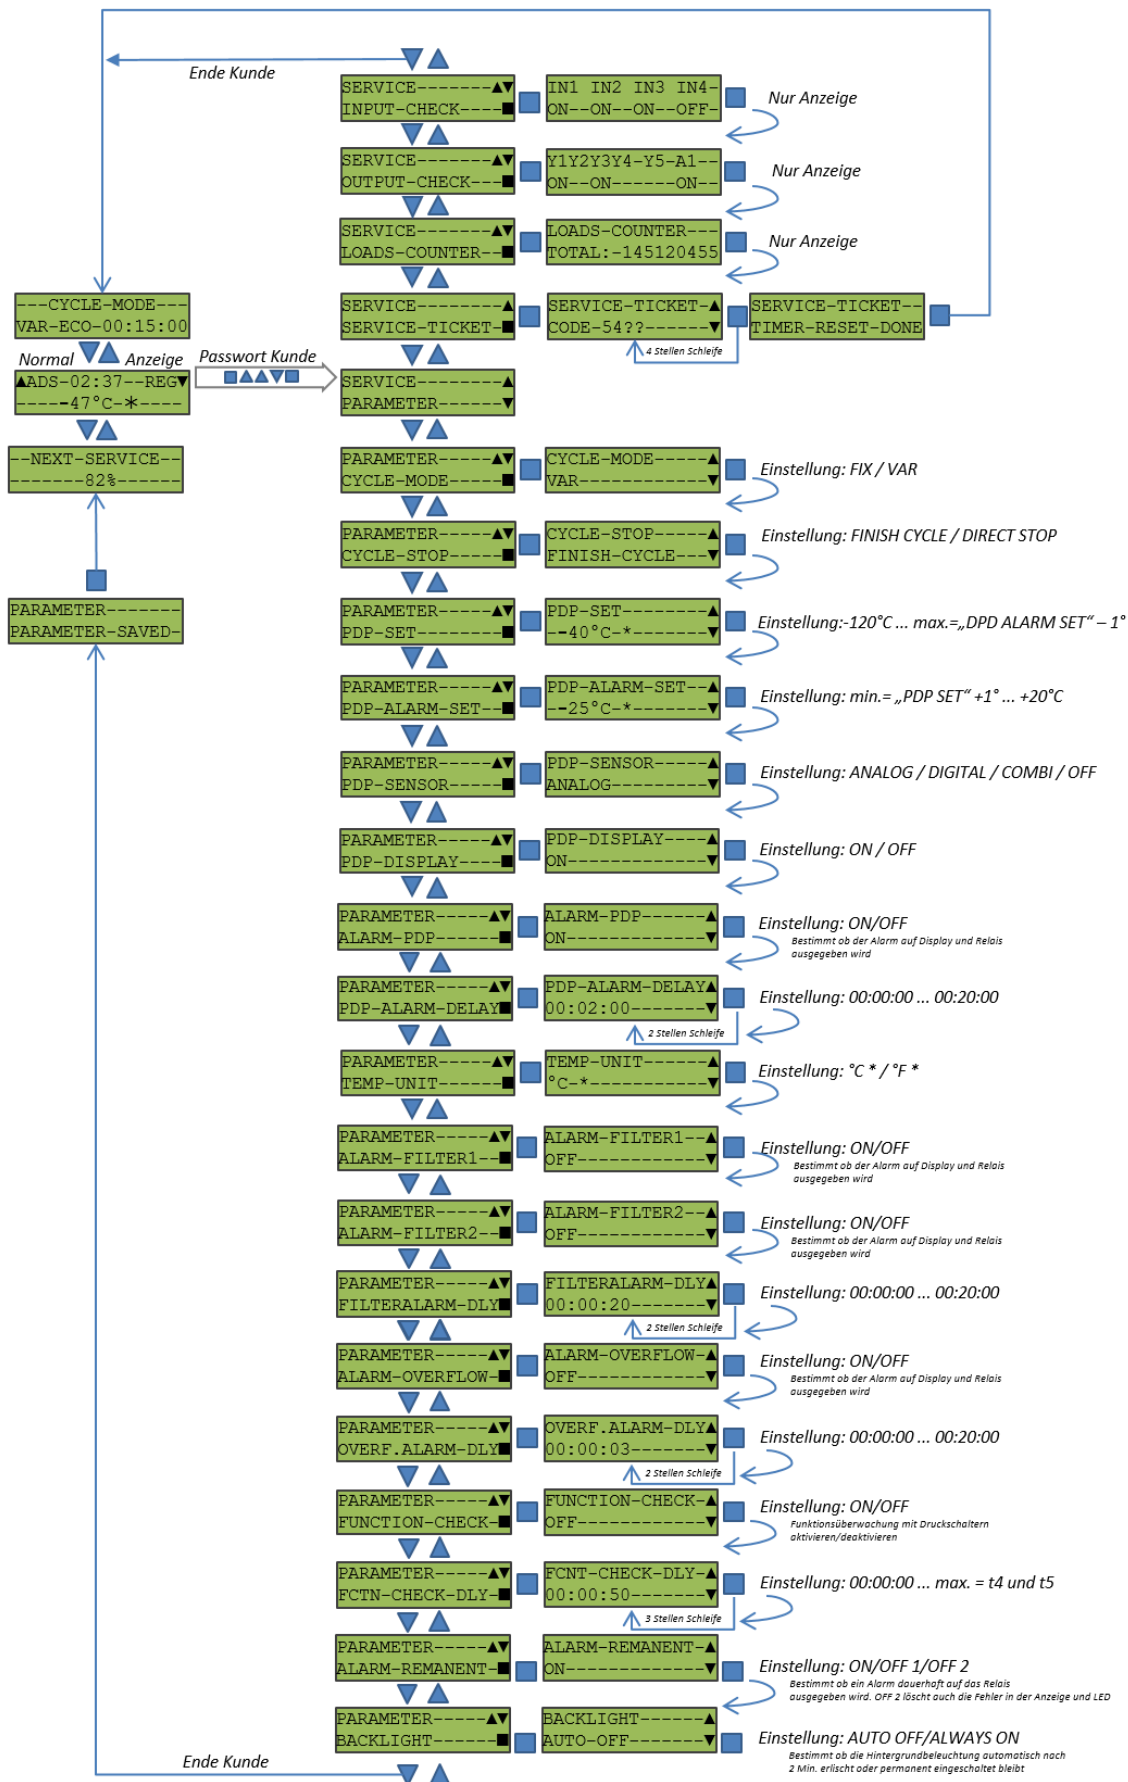 Ende Kunde
SERVICE-------▲▼
INPUT-CHECK----■
IN1 IN2 IN3 IN4-
ON--ON--ON--OFF-
Nur Anzeige
SERVICE-------▲▼
OUTPUT-CHECK---■
Y1Y2Y3Y4-Y5-A1--
ON--ON------ON--
Nur Anzeige
SERVICE-------▲▼
LOADS-COUNTER--■
LOADS-COUNTER---
TOTAL:-145120455
Nur Anzeige
---CYCLE-MODE---
VAR-ECO-00:15:00
SERVICE--------▲
SERVICE-TICKET-■
SERVICE-TICKET-▲
CODE-54??------▼
4 Stellen Schleife
SERVICE-TICKET--
TIMER-RESET-DONE
Normal Anzeige
Passwort Kunde
▲ADS-02:37--REG▼
-----47°C-*-----
SERVICE--------▲
PARAMETER------▼
--NEXT-SERVICE--
-------82%------
PARAMETER-----▲▼
CYCLE-MODE-----■
CYCLE-MODE-----▲
VAR------------▼
Einstellung: FIX / VAR
PARAMETER-----▲▼
CYCLE-STOP-----■
CYCLE-STOP-----▲
FINISH-CYCLE---▼
Einstellung: FINISH CYCLE / DIRECT STOP
PARAMETER-------
PARAMETER-SAVED-
PARAMETER-----▲▼
PDP-SET--------■
PDP-SET--------▲
--40°C-*-------▼
Einstellung:-120°C ... max.=„DPD ALARM SET“ – 1°
PARAMETER-----▲▼
PDP-ALARM-SET--■
PDP-ALARM-SET--▲
--25°C-*-------▼
Einstellung: min.= „PDP SET“ +1° ... +20°C
PARAMETER-----▲▼
PDP-SENSOR-----■
PDP-SENSOR-----▲
ANALOG---------▼
Einstellung: ANALOG / DIGITAL / COMBI / OFF
PARAMETER-----▲▼
PDP-DISPLAY----■
PDP-DISPLAY----▲
ON-------------▼
Einstellung: ON / OFF
PARAMETER-----▲▼
ALARM-PDP------■
ALARM-PDP------▲
ON-------------▼
Einstellung: ON/OFF
Bestimmt ob der Alarm auf Display und Relais
ausgegeben wird
PARAMETER-----▲▼
PDP-ALARM-DELAY■
PDP-ALARM-DELAY▲
00:02:00-------▼
2 Stellen Schleife
Einstellung: 00:00:00 ... 00:20:00
PARAMETER-----▲▼
TEMP-UNIT------■
TEMP-UNIT------▲
°C-*-----------▼
Einstellung: °C * / °F *
PARAMETER-----▲▼
ALARM-FILTER1--■
ALARM-FILTER1--▲
OFF------------▼
Einstellung: ON/OFF
Bestimmt ob der Alarm auf Display und Relais
ausgegeben wird
PARAMETER-----▲▼
ALARM-FILTER2--■
ALARM-FILTER2--▲
OFF------------▼
Einstellung: ON/OFF
Bestimmt ob der Alarm auf Display und Relais
ausgegeben wird
PARAMETER-----▲▼
FILTERALARM-DLY■
FILTERALARM-DLY▲
00:00:20-------▼
2 Stellen Schleife
Einstellung: 00:00:00 ... 00:20:00
PARAMETER-----▲▼
ALARM-OVERFLOW-■
ALARM-OVERFLOW-▲
OFF------------▼
Einstellung: ON/OFF
Bestimmt ob der Alarm auf Display und Relais
ausgegeben wird
PARAMETER-----▲▼
OVERF.ALARM-DLY■
OVERF.ALARM-DLY▲
00:00:03-------▼
2 Stellen Schleife
Einstellung: 00:00:00 ... 00:20:00
PARAMETER-----▲▼
FUNCTION-CHECK-■
FUNCTION-CHECK-▲
OFF------------▼
Einstellung: ON/OFF
Funktionsüberwachung mit Druckschaltern
aktivieren/deaktivieren
PARAMETER-----▲▼
FCTN-CHECK-DLY-■
FCNT-CHECK-DLY-▲
00:00:50-------▼
3 Stellen Schleife
Einstellung: 00:00:00 ... max. = t4 und t5
PARAMETER-----▲▼
ALARM-REMANENT-■
ALARM-REMANENT-▲
ON-------------▼
Einstellung: ON/OFF 1/OFF 2
Bestimmt ob ein Alarm dauerhaft auf das Relais
ausgegeben wird. OFF 2 löscht auch die Fehler in der Anzeige und LED
PARAMETER-----▲▼
BACKLIGHT------■
BACKLIGHT------▲
AUTO-OFF-------▼
Einstellung: AUTO OFF/ALWAYS ON
Bestimmt ob die Hintergrundbeleuchtung automatisch nach
2 Min. erlischt oder permanent eingeschaltet bleibt
Ende Kunde